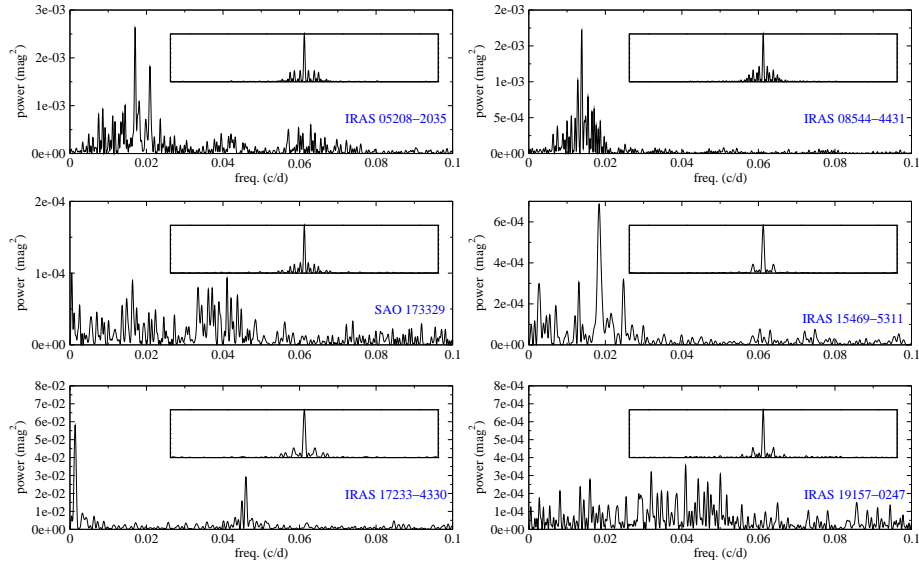 3e-03
2e-03
1e-03
0e+00
power (mag2)
0
0.02
0.04
0.06
0.08
0.1
freq. (c/d)
IRAS 05208–2035
2e-03
2e-03
1e-03
5e-04
0e+00
power (mag2)
0
0.02
0.04
0.06
0.08
0.1
freq. (c/d)
IRAS 08544–4431
2e-04
1e-04
0e+00
power (mag2)
0
0.02
0.04
0.06
0.08
0.1
freq. (c/d)
SAO 173329
6e-04
4e-04
2e-04
0e+00
power (mag2)
0
0.02
0.04
0.06
0.08
0.1
freq. (c/d)
IRAS 15469–5311
8e-02
7e-02
6e-02
5e-02
4e-02
3e-02
2e-02
1e-02
0e+00
power (mag2)
0
0.02
0.04
0.06
0.08
0.1
freq. (c/d)
IRAS 17233–4330
8e-04
7e-04
6e-04
5e-04
4e-04
3e-04
2e-04
1e-04
0e+00
power (mag2)
0
0.02
0.04
0.06
0.08
0.1
freq. (c/d)
IRAS 19157–0247